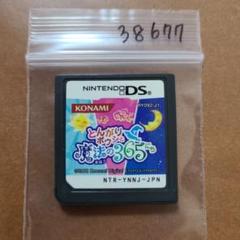 38677
NINTENDO DS
KONAMI
とんがりボウシと
魔法の365にち
NTR-YNNJ-JPN